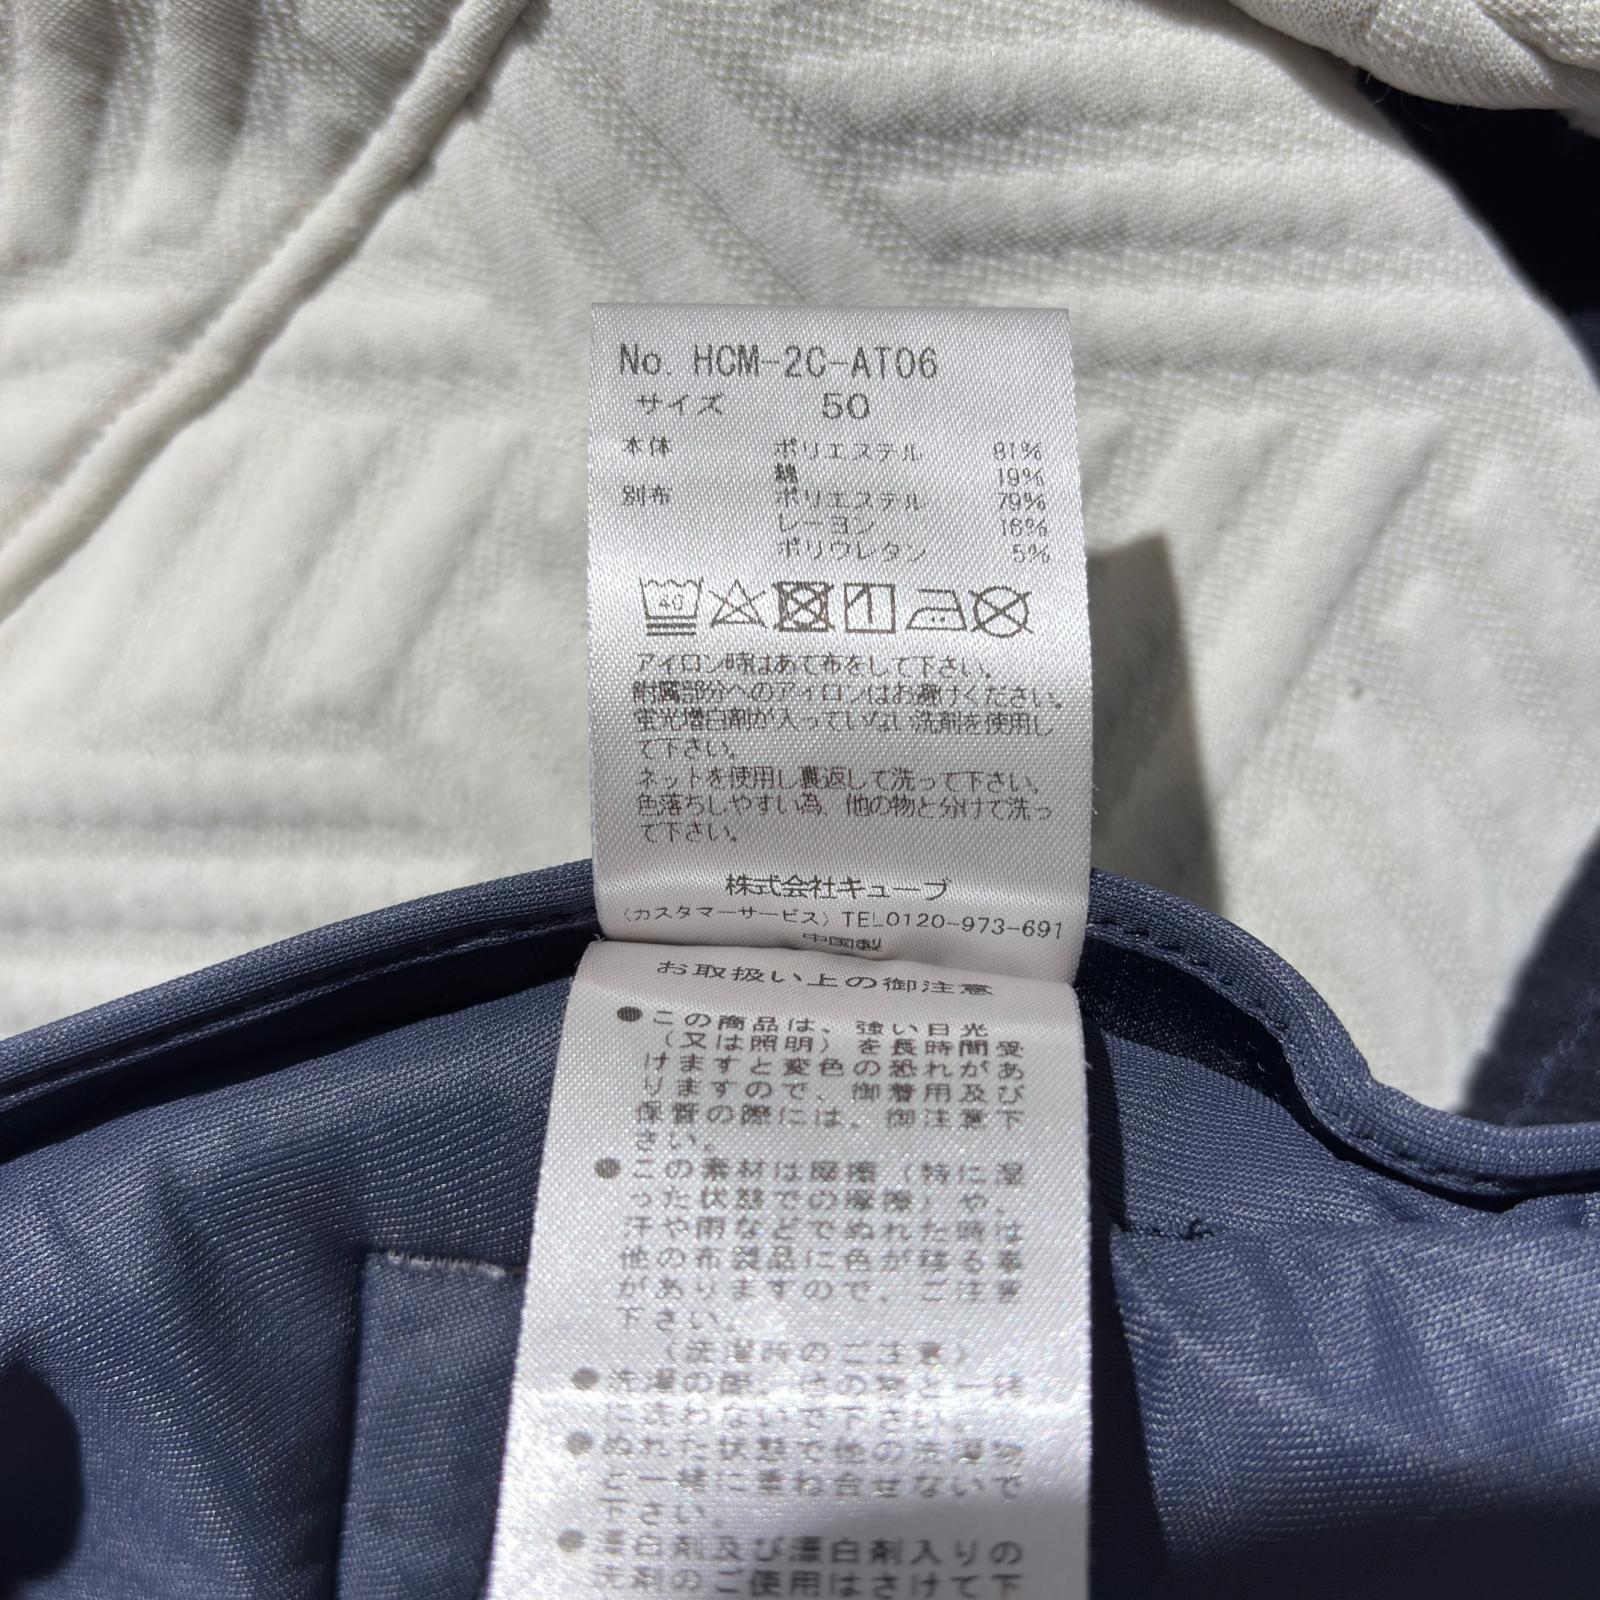 No. HCM-2C-AT06
サイズ 50
本体 ポリエステル 81%
綿 19%
別布 ポリエステル 79%
レーヨン 16%
ポリウレタン 5%
40
アイロン時はあて布をして下さい。
附属部分へのアイロンはお避けください。
蛍光増白剤が入っていない洗剤を使用し
て下さい。
ネットを使用し裏返して洗って下さい。
色落ちしやすい為、他の物と分けて洗っ
て下さい。
株式会社キューブ
(カスタマーサービス) TEL0120-973-691
中国製
お取扱い上の御注意
●この商品は、強い日光
(又は照明)を長時間受
けますと変色の恐れがあ
りますので、御着用及び
保管の際には、御注意下
さい。
●この素材は摩擦(特に湿
った状態での摩擦)や、
汗や雨などでぬれた時は
他の布製品に色が移る事
がありますので、ご注意
下さい。
(洗濯時のご注意)
●洗濯の際、他の物と一緒
に洗わないで下さい。
●ぬれた状態で他の洗濯物
と一緒に重ね合せないで
下さい。
●漂白剤及び漂白剤入りの
洗剤のご使用はさけて下